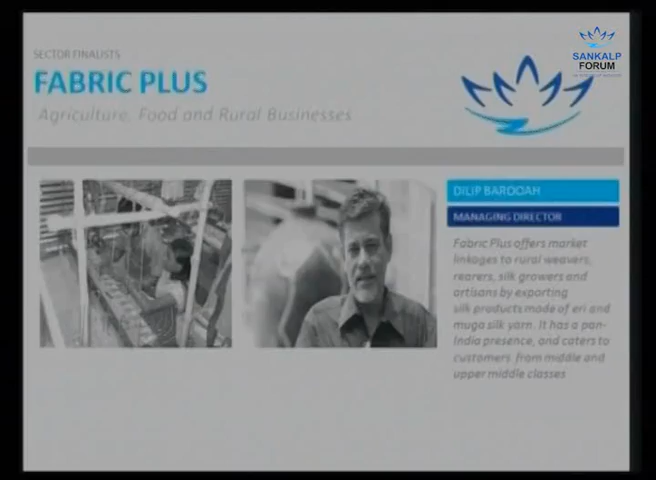 SECTOR FINALISTS
FABRIC PLUS
Agriculture, Food and Rural Businesses
SANKALP
FORUM
DILIP BAROOAH
MANAGING DIRECTOR
Fabric Plus offers market
linkages to rural weavers,
rearers, silk growers and
artisans by exporting
silk products made of eri and
muga silk yarn. It has a pan-
India presence, and caters to
customers from middle and
upper middle classes